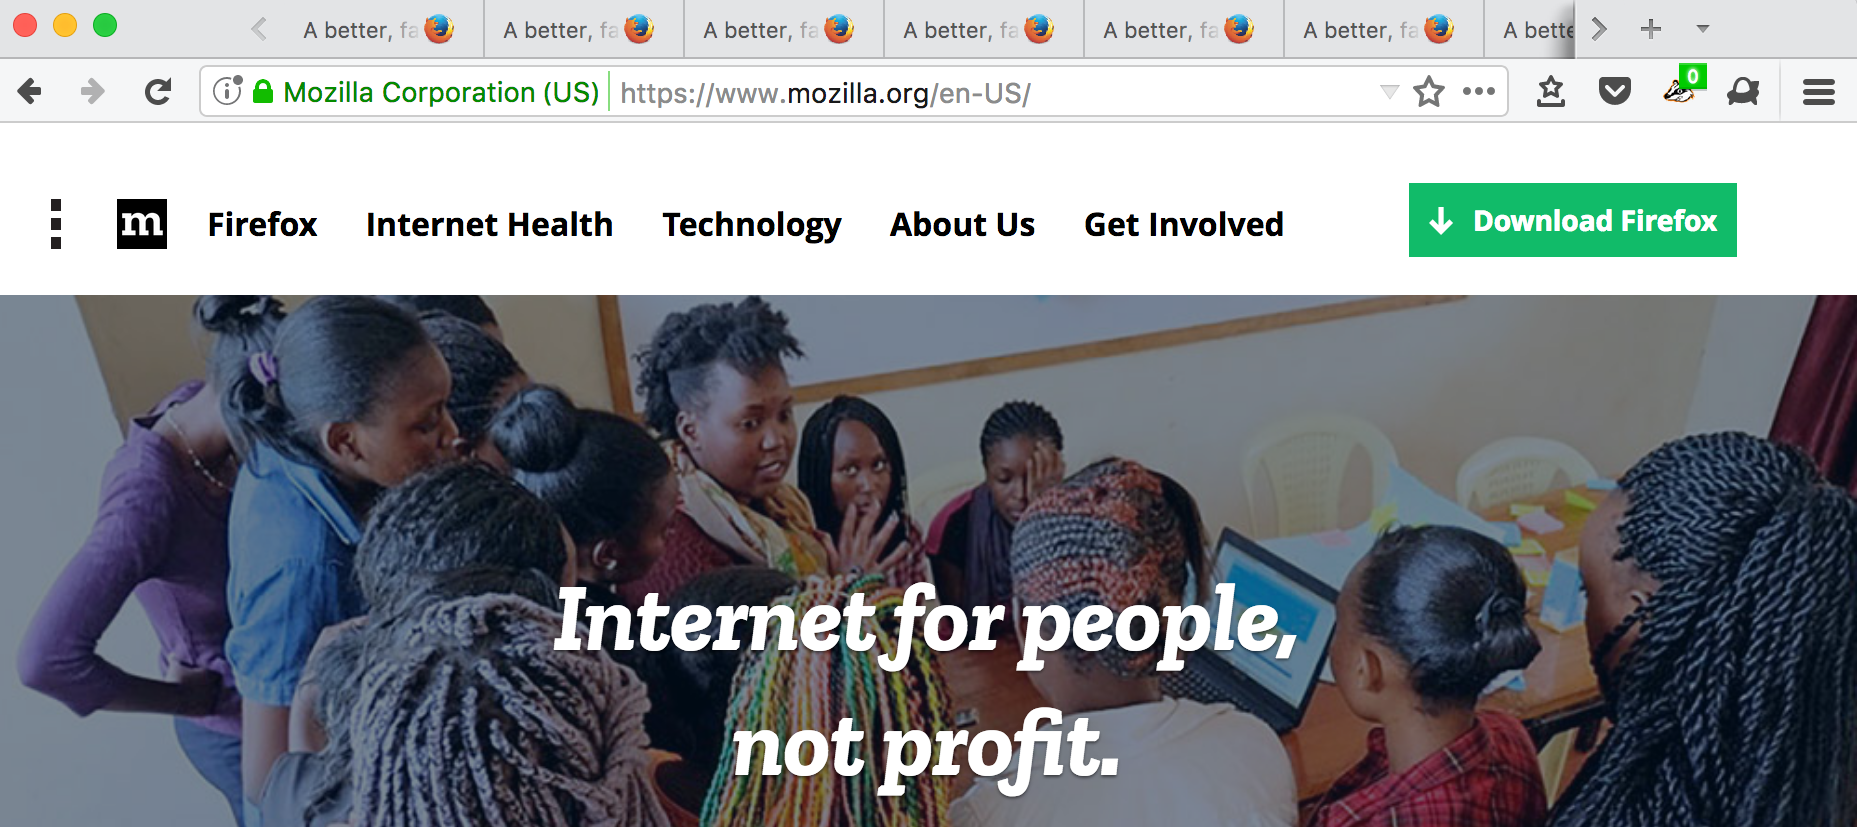 A better, fa A better, fa A better, fa A better, fa A better, fa A better, fa A bette
Mozilla Corporation (US) https://www.mozilla.org/en-US/ 0
m Firefox Internet Health Technology About Us Get Involved Download Firefox
Internet for people,
not profit.